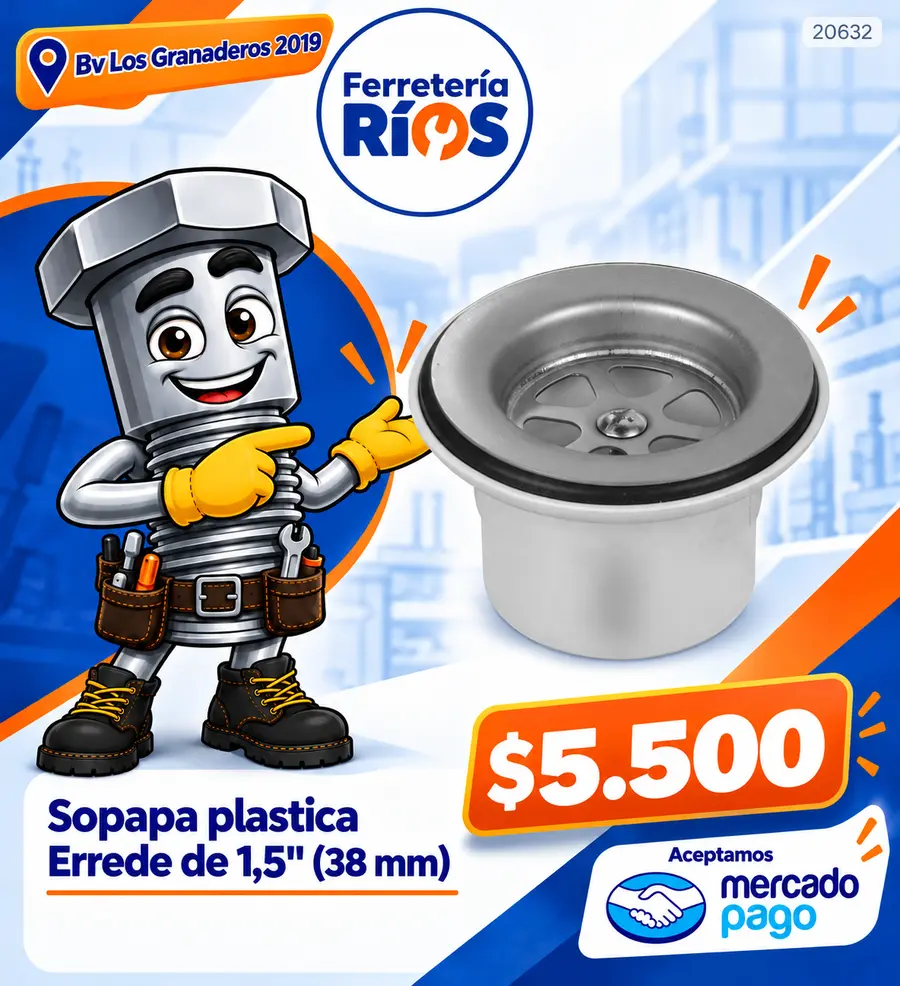 Bv Los Granaderos 2019
20632
Ferretería
RÍOS
$5.500
Sopapa plastica
Errede de 1,5" (38 mm)
Aceptamos
mercado
pago